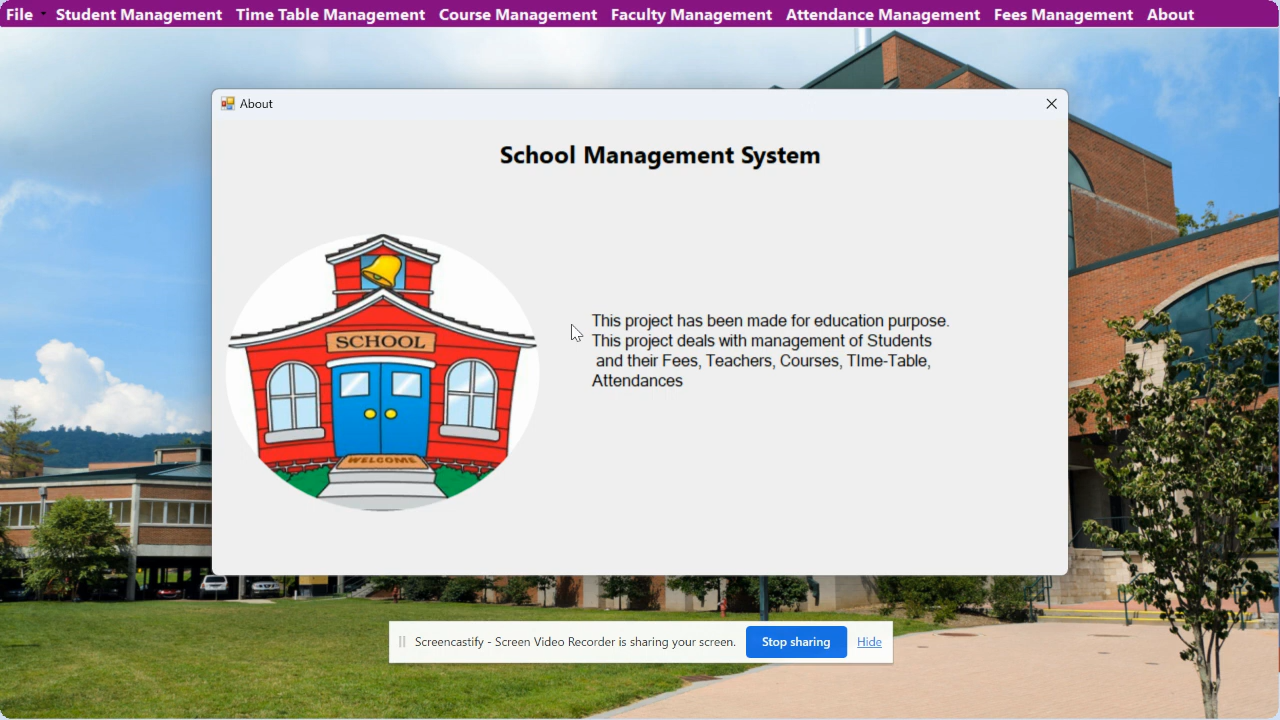 File Student Management Time Table Management Course Management Faculty Management Attendance Management Fees Management About
About
School Management System
SCHOOL
WELCOME
This project has been made for education purpose.
This project deals with management of Students
and their Fees, Teachers, Courses, TIme-Table,
Attendances
Screencastify - Screen Video Recorder is sharing your screen. Stop sharing Hide